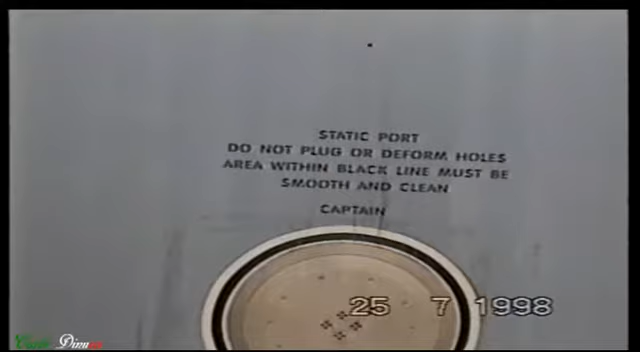 STATIC PORT
DO NOT PLUG OR DEFORM HOLES
AREA WITHIN BLACK LINE MUST BE
SMOOTH AND CLEAN
CAPTAIN
25 7 1998